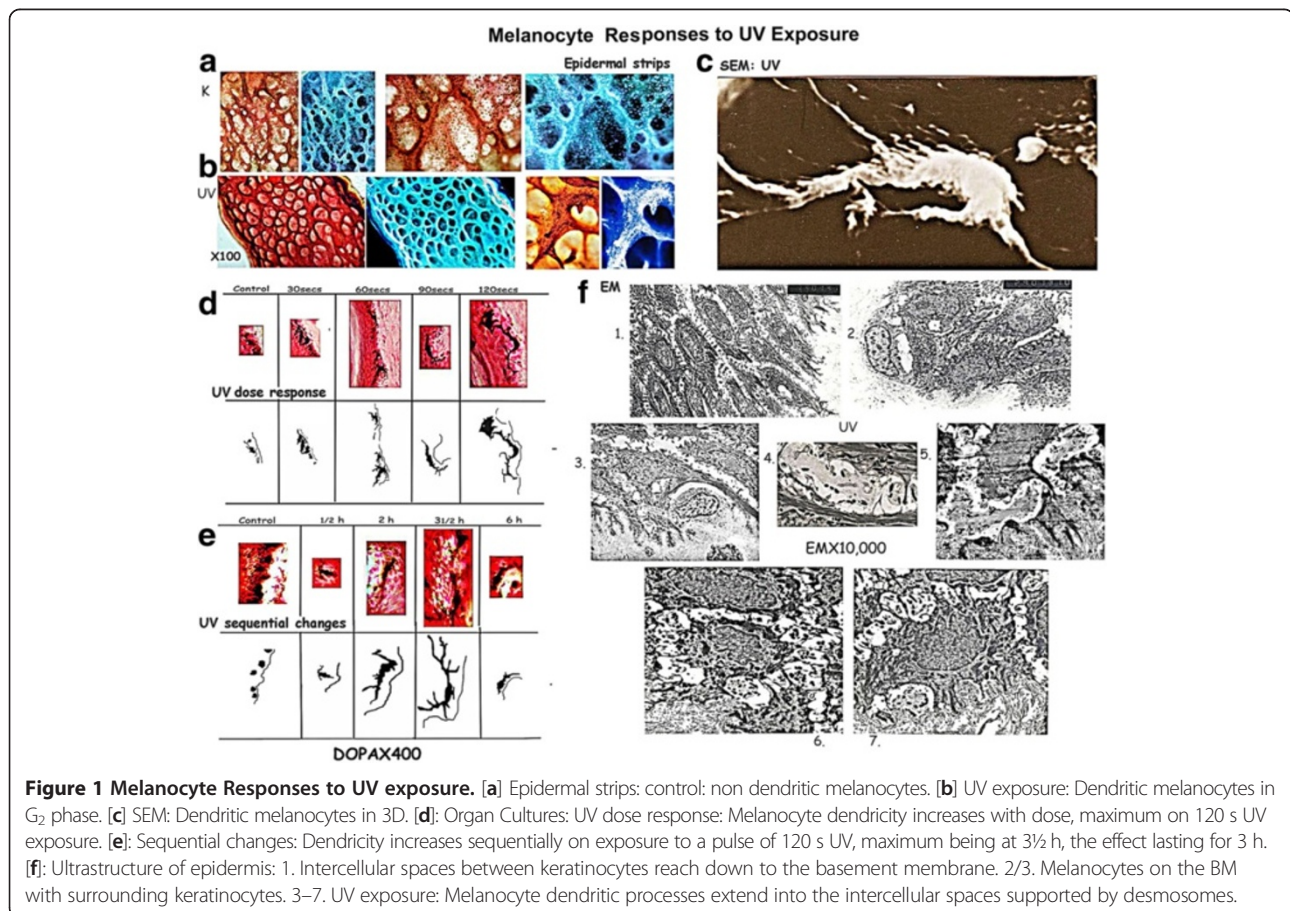 Melanocyte Responses to UV Exposure
a
Epidermal strips
K
b
UV
X100
c SEM: UV
d
Control 30secs 60secs 90secs 120secs
UV dose response
e
Control 1/2 h 2 h 31/2 h 6 h
UV sequential changes
DOPAX400
f EM
1.
2.
UV
3.
4.
5.
EMX10,000
6. 7.
Figure 1 Melanocyte Responses to UV exposure. [a] Epidermal strips: control: non dendritic melanocytes. [b] UV exposure: Dendritic melanocytes in
G₂ phase. [c] SEM: Dendritic melanocytes in 3D. [d]: Organ Cultures: UV dose response: Melanocyte dendricity increases with dose, maximum on 120 s UV
exposure. [e]: Sequential changes: Dendricity increases sequentially on exposure to a pulse of 120 s UV, maximum being at 3½ h, the effect lasting for 3 h.
[f]: Ultrastructure of epidermis: 1. Intercellular spaces between keratinocytes reach down to the basement membrane. 2/3. Melanocytes on the BM
with surrounding keratinocytes. 3–7. UV exposure: Melanocyte dendritic processes extend into the intercellular spaces supported by desmosomes.